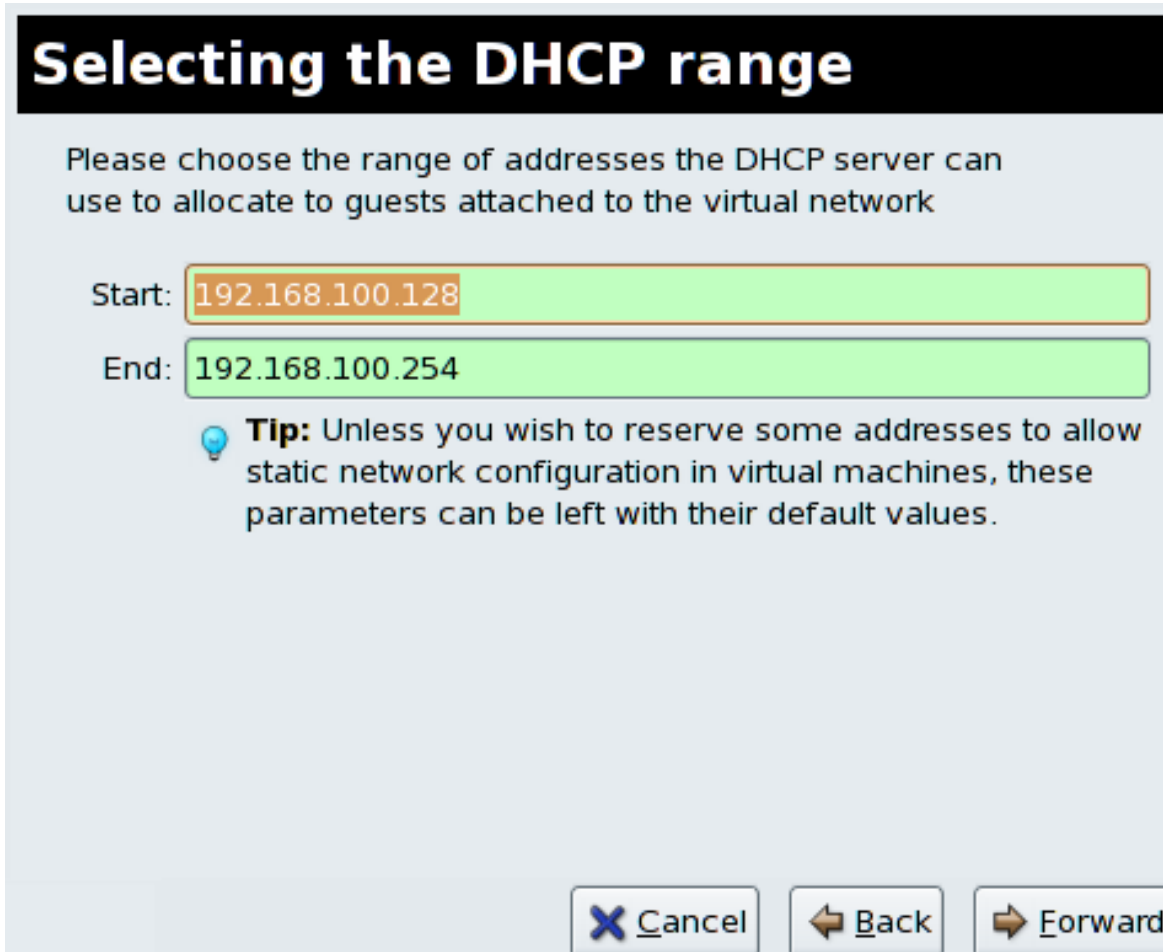 Selecting the DHCP range
Please choose the range of addresses the DHCP server can
use to allocate to guests attached to the virtual network
Start: 192.168.100.128
End: 192.168.100.254
Tip: Unless you wish to reserve some addresses to allow
static network configuration in virtual machines, these
parameters can be left with their default values.
Cancel Back Forward